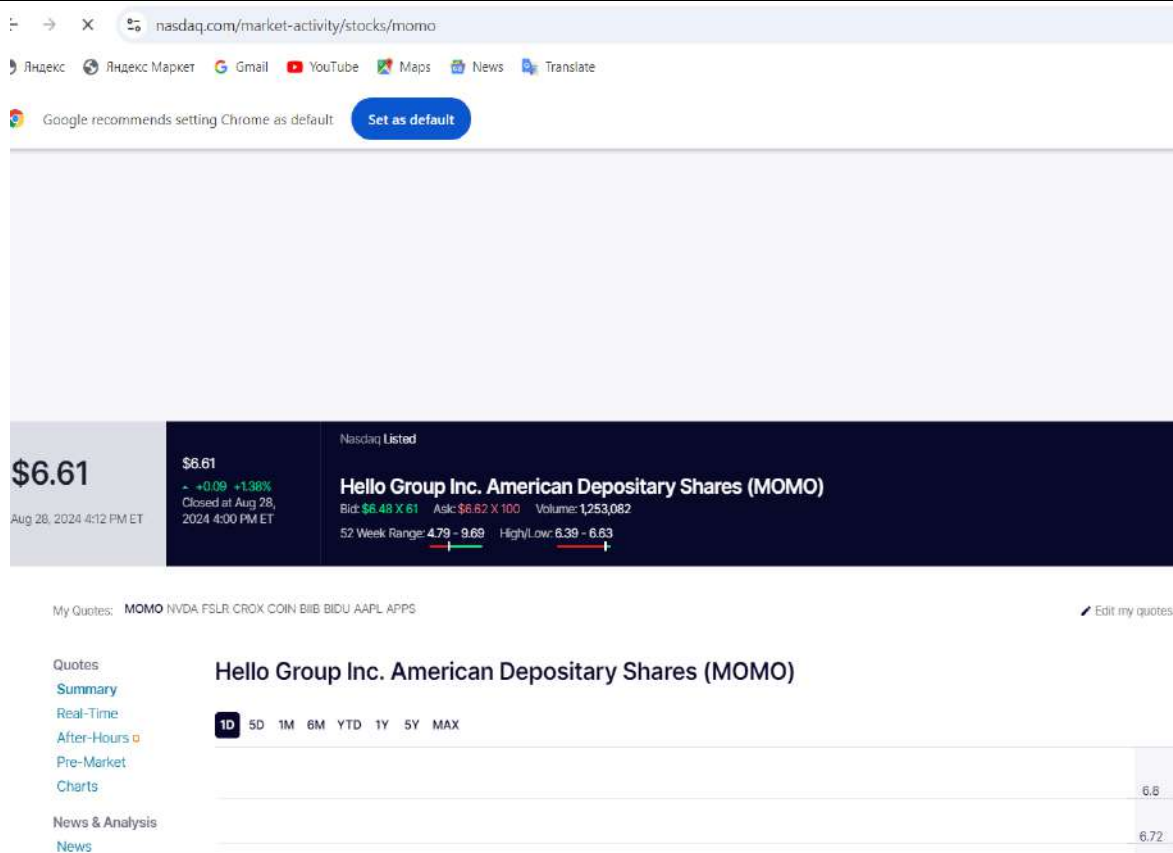 nasdaq.com/market-activity/stocks/momo
Яндекс Яндекс Маркет Gmail YouTube Maps News Translate
Google recommends setting Chrome as default Set as default
Nasdaq Listed
$6.61
$6.61
+0.09 +1.38%
Closed at Aug 28,
2024 4:00 PM ET
Aug 28, 2024 4:12 PM ET
Hello Group Inc. American Depositary Shares (MOMO)
Bid: $6.48 X 61 Ask: $6.62 X 100 Volume: 1,253,082
52 Week Range: 4.79 - 9.69 High/Low: 6.39 - 6.63
My Quotes: MOMO NVDA FSLR CROX COIN BIIB BIDU AAPL APPS
Edit my quotes
Quotes
Summary
Real-Time
After-Hours
Pre-Market
Charts
News & Analysis
News
Hello Group Inc. American Depositary Shares (MOMO)
1D 5D 1M 6M YTD 1Y 5Y MAX
6.8
6.72